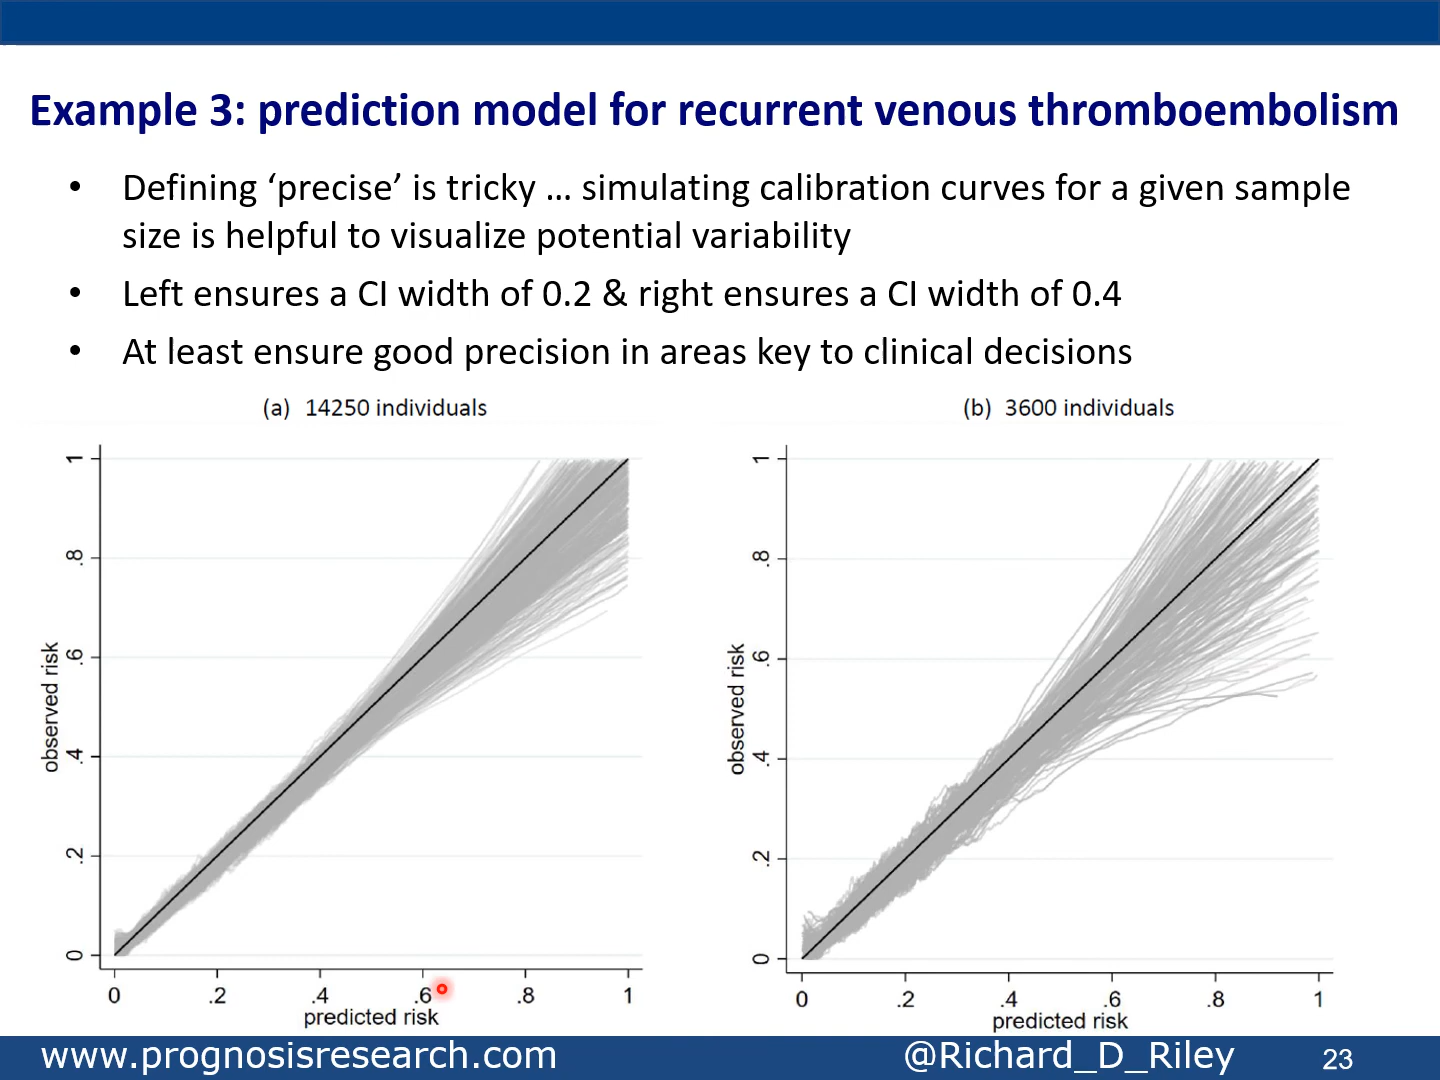 Example 3: prediction model for recurrent venous thromboembolism
• Defining ‘precise’ is tricky … simulating calibration curves for a given sample
size is helpful to visualize potential variability
• Left ensures a CI width of 0.2 & right ensures a CI width of 0.4
• At least ensure good precision in areas key to clinical decisions
(a) 14250 individuals
1
.8
.6
.4
.2
0
observed risk
0 .2 .4 .6 .8 1
predicted risk
(b) 3600 individuals
1
.8
.6
.4
.2
0
observed risk
0 .2 .4 .6 .8 1
predicted risk
www.prognosisresearch.com @Richard_D_Riley 23